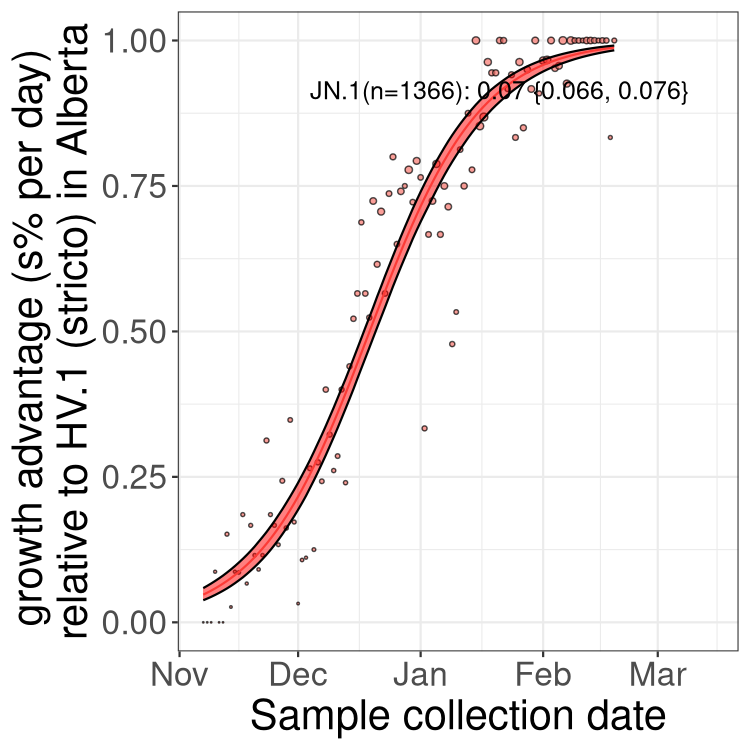 growth advantage (s% per day)
relative to HV.1 (stricto) in Alberta
1.00
0.75
0.50
0.25
0.00
JN.1(n=1366): 0.07 {0.066, 0.076}
Nov Dec Jan Feb Mar
Sample collection date